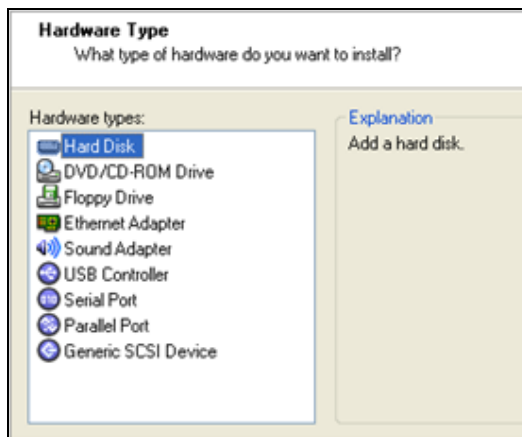 Hardware Type
What type of hardware do you want to install?
Hardware types:
Hard Disk
DVD/CD-ROM Drive
Floppy Drive
Ethernet Adapter
Sound Adapter
USB Controller
Serial Port
Parallel Port
Generic SCSI Device
Explanation
Add a hard disk.